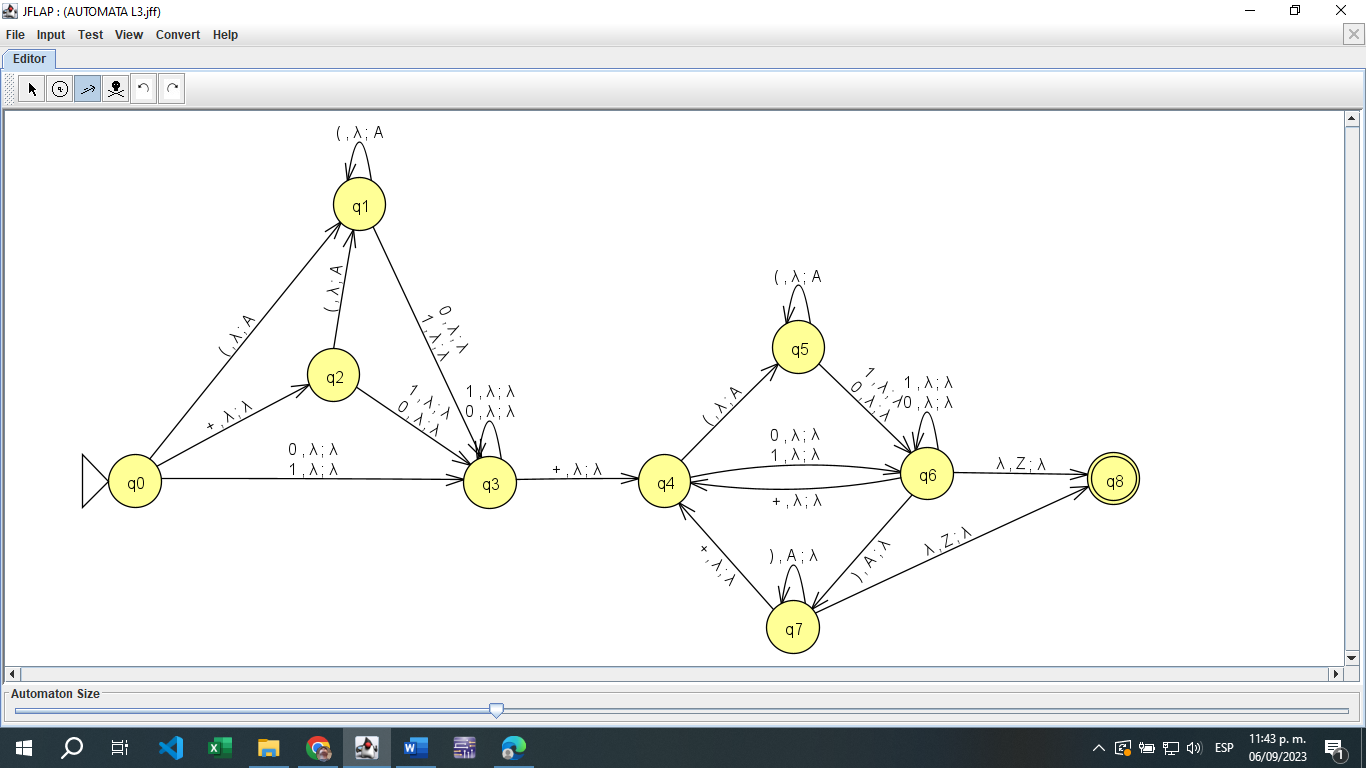 JFLAP : (AUTOMATA L3.jff)
File Input Test View Convert Help
Editor
( , λ ; A
q1
( , λ ; A
( , λ ; A
0 , λ ; λ
1 , λ ; λ
q2
+ , λ ; λ
1 , λ ; λ
0 , λ ; λ
1 , λ ; λ
0 , λ ; λ
0 , λ ; λ
1 , λ ; λ
q0
q3
+ , λ ; λ
q4
( , λ ; A
( , λ ; A
q5
1 , λ ; λ
0 , λ ; λ
1 , λ ; λ
0 , λ ; λ
0 , λ ; λ
1 , λ ; λ
+ , λ ; λ
q6
λ , Z ; λ
q8
+ , λ ; λ
) , A ; λ
) , A ; λ
λ , Z ; λ
q7
Automaton Size
ESP
11:43 p. m.
06/09/2023
1